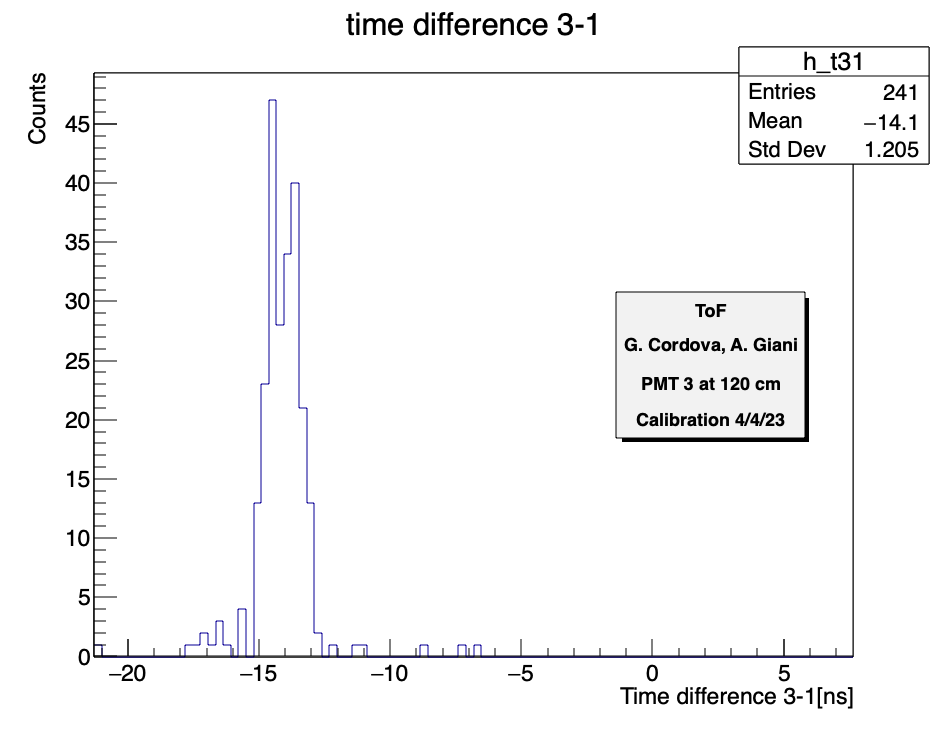 time difference 3-1
h_t31
Entries 241
Mean −14.1
Std Dev 1.205
Counts
45
40
35
30
25
20
15
10
5
0
ToF
G. Cordova, A. Giani
PMT 3 at 120 cm
Calibration 4/4/23
−20 −15 −10 −5 0 5
Time difference 3-1[ns]